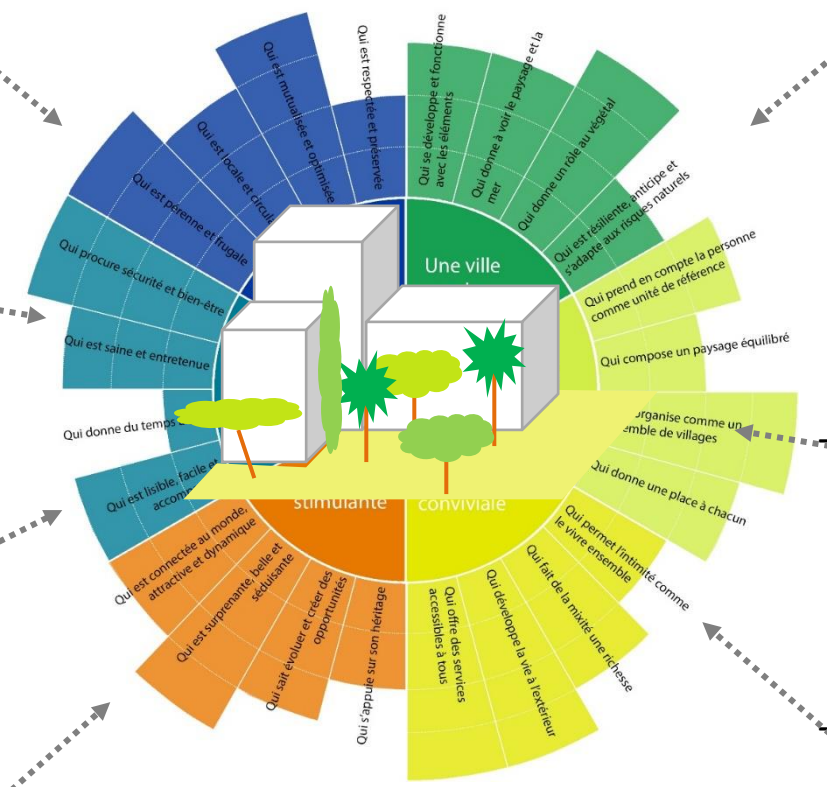 Qui est respectée et préservée
Qui est mutualisée et optimisée
Qui est locale et
Qui est pérenne et frugale
Qui procure sécurité et bien-être
Qui est saine et entretenue
Qui donne du temps
Qui est lisible, facile et
Qui est connectée au monde,
attractive et dynamique
Qui est surprenante, belle et
séduisante
Qui sait évoluer et créer des
opportunités
Qui s'appuie sur son héritage
Qui se développe et fonctionne
avec les éléments
Qui donne à voir le paysage et la
mer
Qui donne un rôle au végétal
Qui est résiliente, anticipe et
s'adapte aux risques naturels
Qui prend en compte la personne
comme unité de référence
Qui compose un paysage équilibré
organise comme un
emble de villages
Qui donne une place à chacun
Qui permet l'intimité comme
le vivre ensemble
Qui fait de la mixité une richesse
Qui développe la vie à l'extérieur
Qui offre des services
accessibles à tous
Une ville
stimulante
conviviale